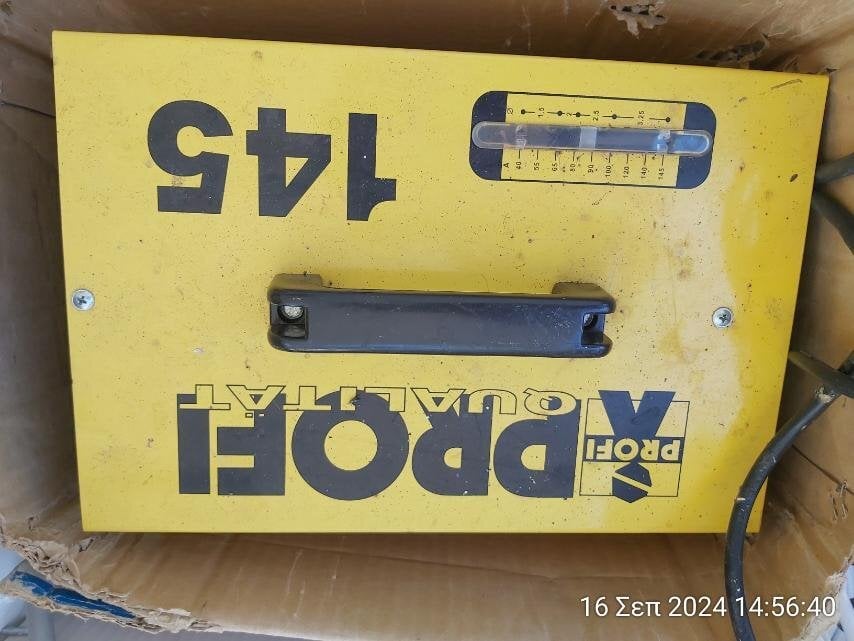 PROFI
PROFI
QUALITÄT
145
Ø 1,5 2 2,5 3,25
A 40 55 65 80 90 100 120 140 145
16 Σεπ 2024 14:56:40